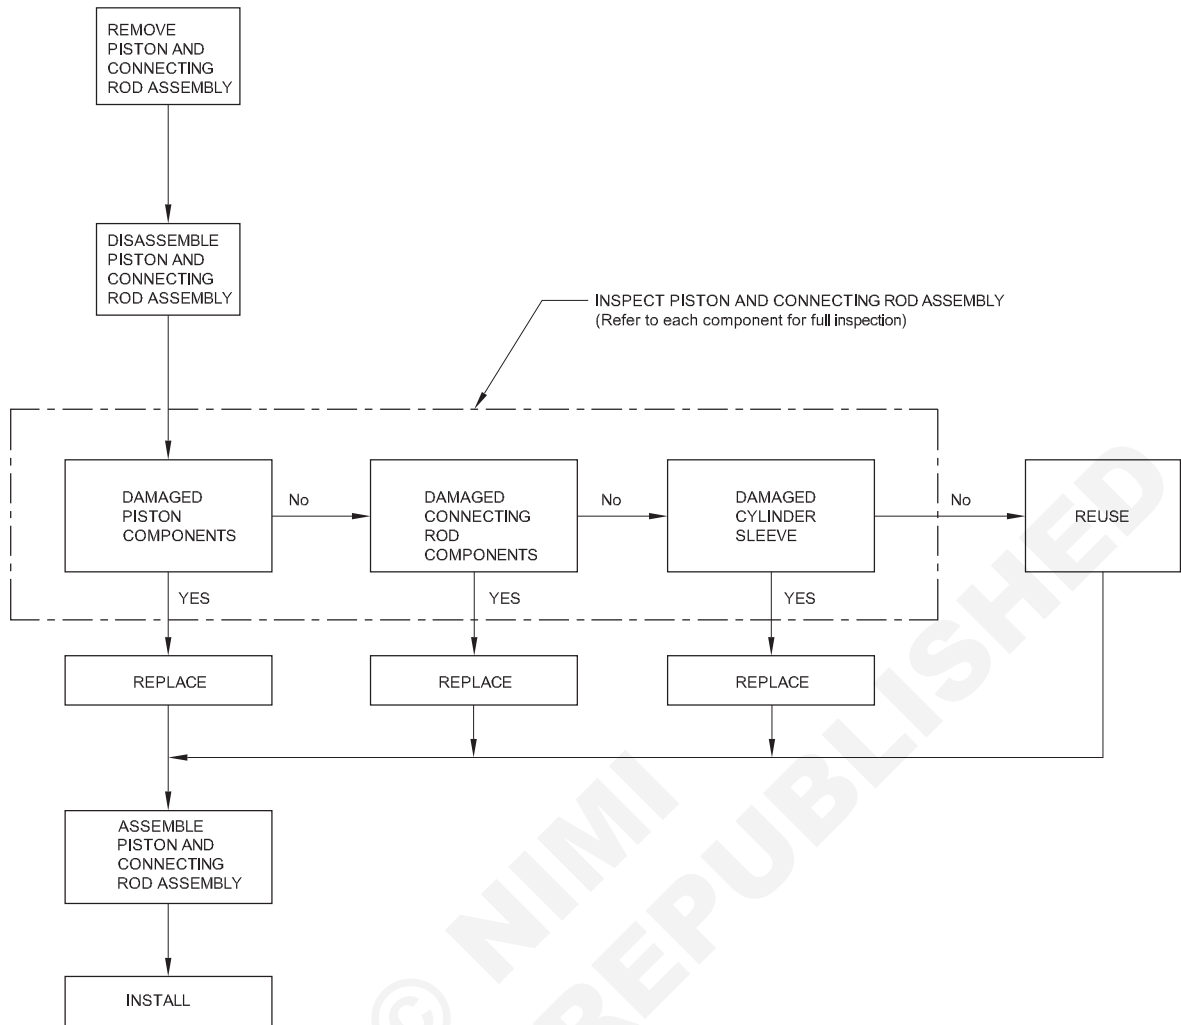 REMOVE
PISTON AND
CONNECTING
ROD ASSEMBLY
DISASSEMBLE
PISTON AND
CONNECTING
ROD ASSEMBLY
INSPECT PISTON AND CONNECTING ROD ASSEMBLY
(Refer to each component for full inspection)
DAMAGED
PISTON
COMPONENTS
No
DAMAGED
CONNECTING
ROD
COMPONENTS
No
DAMAGED
CYLINDER
SLEEVE
No
REUSE
YES
YES
YES
REPLACE
REPLACE
REPLACE
ASSEMBLE
PISTON AND
CONNECTING
ROD ASSEMBLY
INSTALL
© NIMI
REPUBLISHED